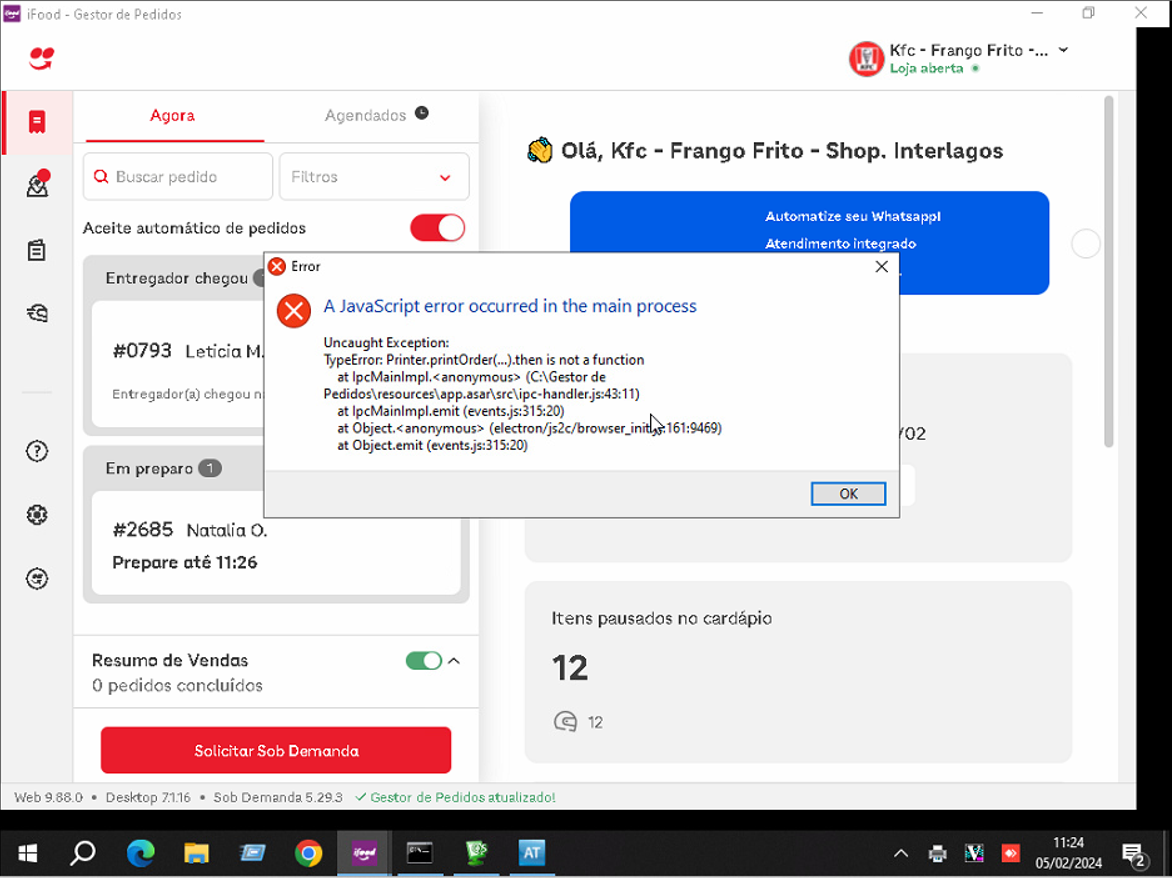 iFood - Gestor de Pedidos
Kfc - Frango Frito -...
Loja aberta
Agora
Agendados
Buscar pedido
Filtros
Aceite automático de pedidos
Olá, Kfc - Frango Frito - Shop. Interlagos
Automatize seu Whatsapp!
Atendimento integrado
Entregador chegou
#0793 Leticia M.
Entregador(a) chegou
Error
A JavaScript error occurred in the main process
Uncaught Exception:
TypeError: Printer.printOrder(...).then is not a function
at IpcMainImpl.<anonymous> (C:\Gestor de
Pedidos\resources\app.asar\src\ipc-handler.js:43:11)
at IpcMainImpl.emit (events.js:315:20)
at Object.<anonymous> (electron/js2c/browser_init.js:161:9469)
at Object.emit (events.js:315:20)
OK
/02
Em preparo 1
#2685 Natalia O.
Prepare até 11:26
Resumo de Vendas
0 pedidos concluídos
Solicitar Sob Demanda
Itens pausados no cardápio
12
12
Web 9.88.0 • Desktop 7.1.16 • Sob Demanda 5.29.3 ✓ Gestor de Pedidos atualizado!
ifood
AT
11:24
05/02/2024
2